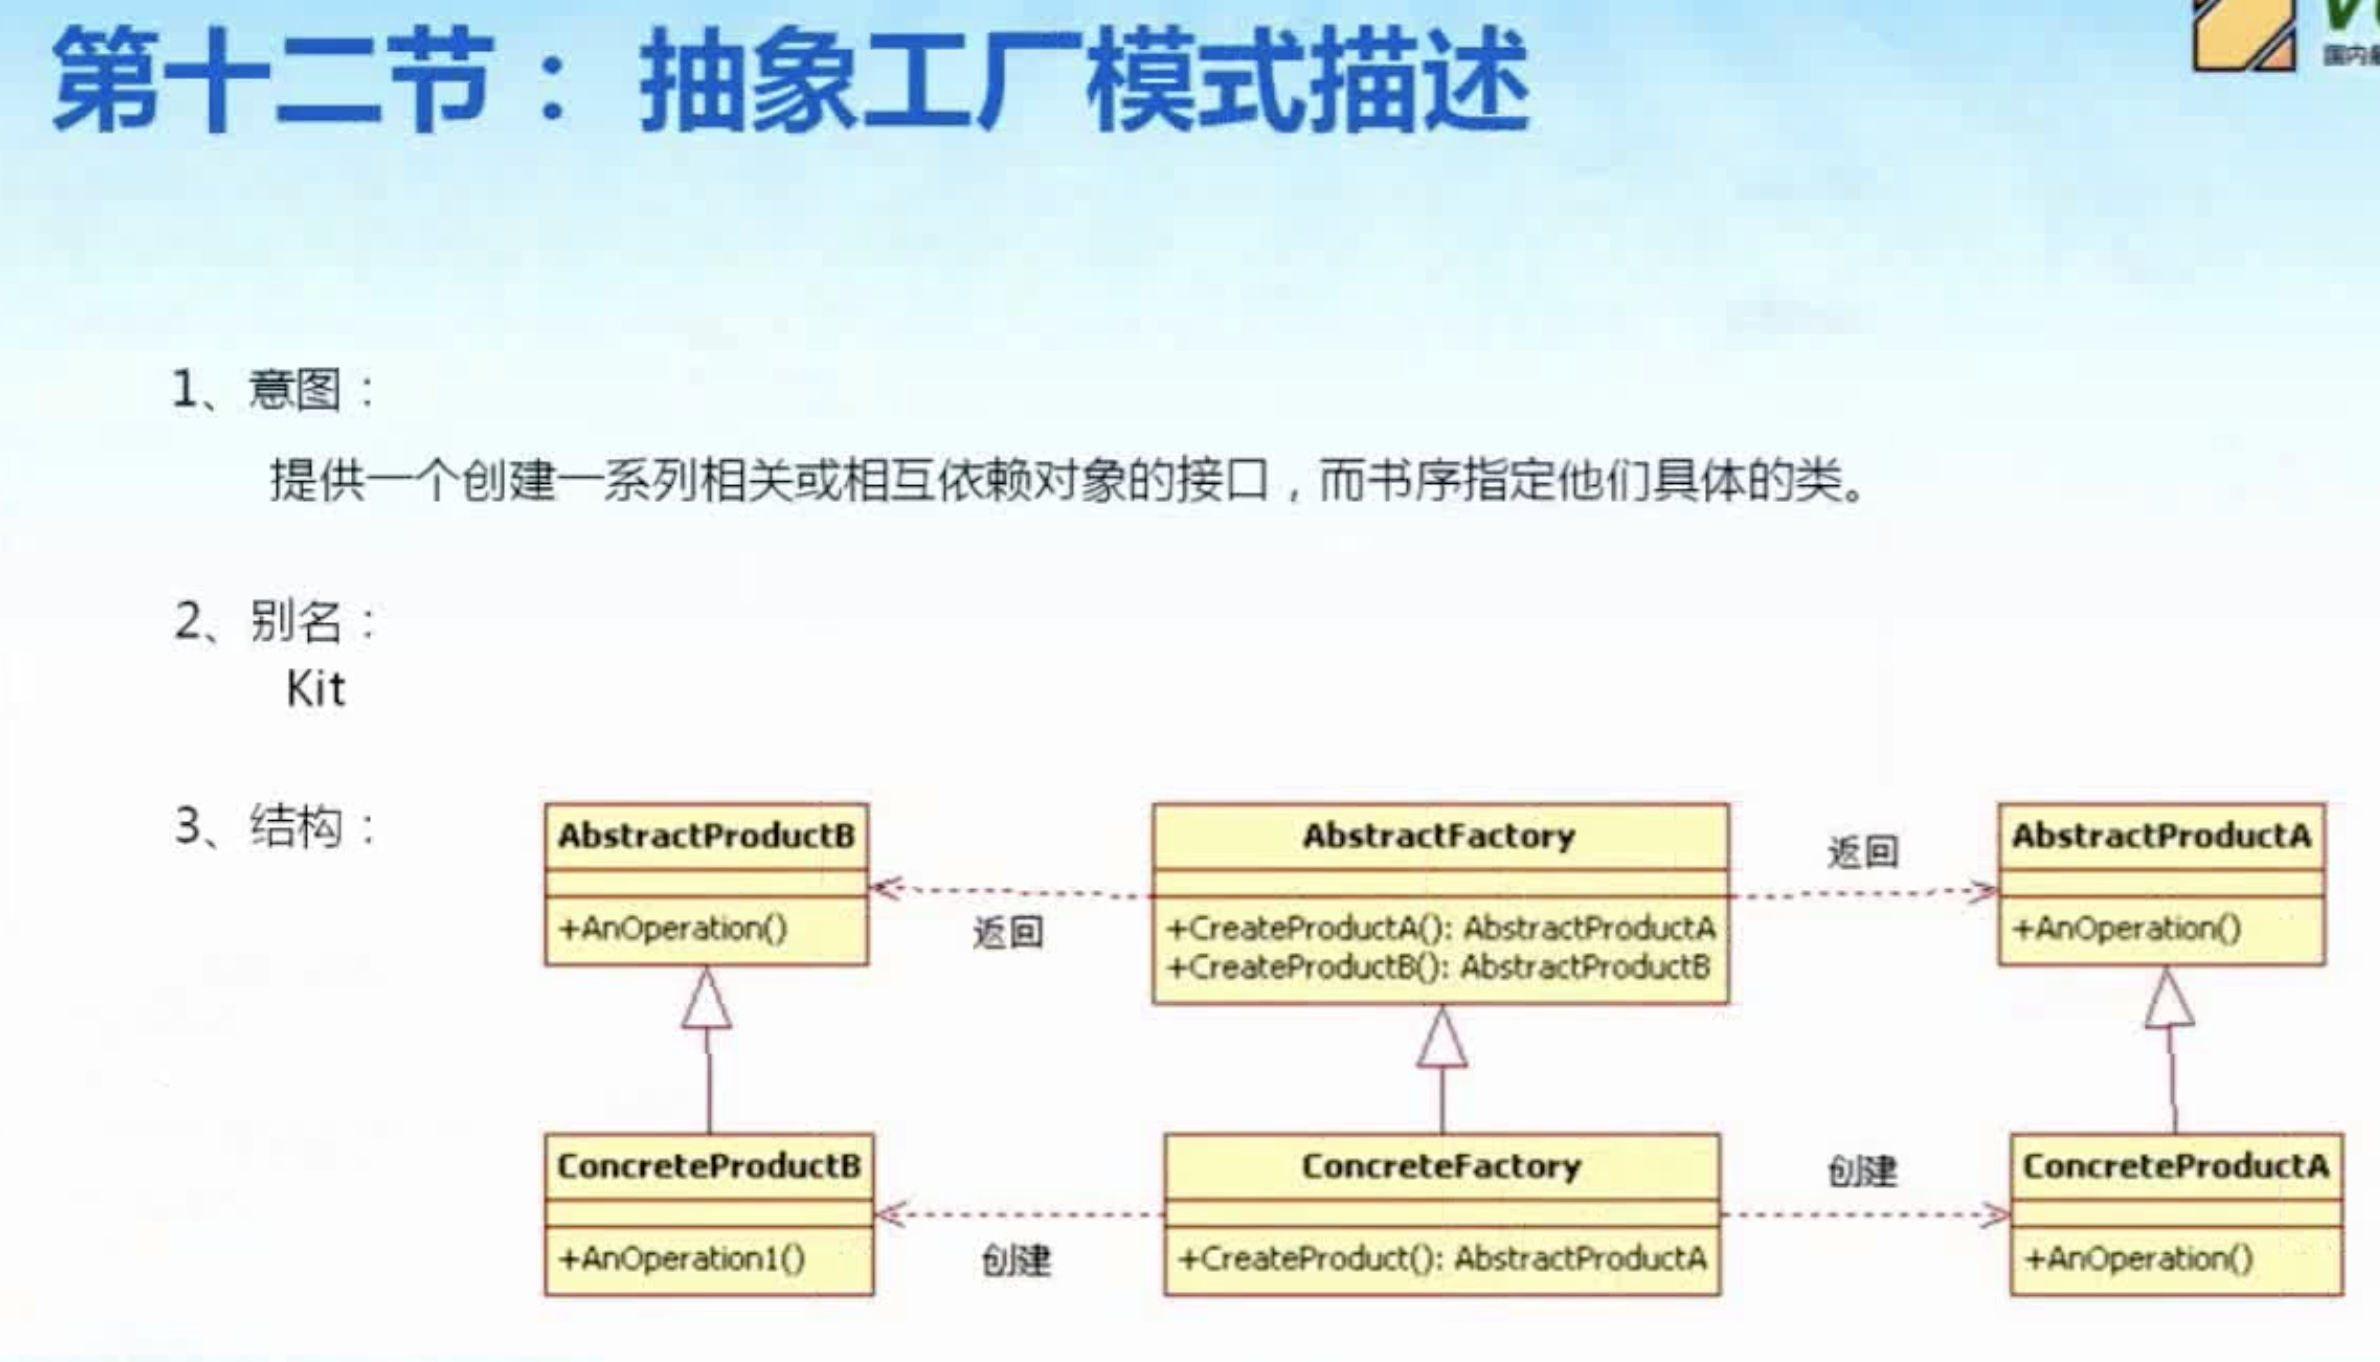 第十二节：抽象工厂模式描述
1、意图：
提供一个创建一系列相关或相互依赖对象的接口，而书序指定他们具体的类。
2、别名：
Kit
3、结构：
AbstractProductB
+AnOperation()
返回
AbstractFactory
+CreateProductA(): AbstractProductA
+CreateProductB(): AbstractProductB
返回
AbstractProductA
+AnOperation()
ConcreteProductB
+AnOperation1()
创建
ConcreteFactory
+CreateProduct(): AbstractProductA
创建
ConcreteProductA
+AnOperation()